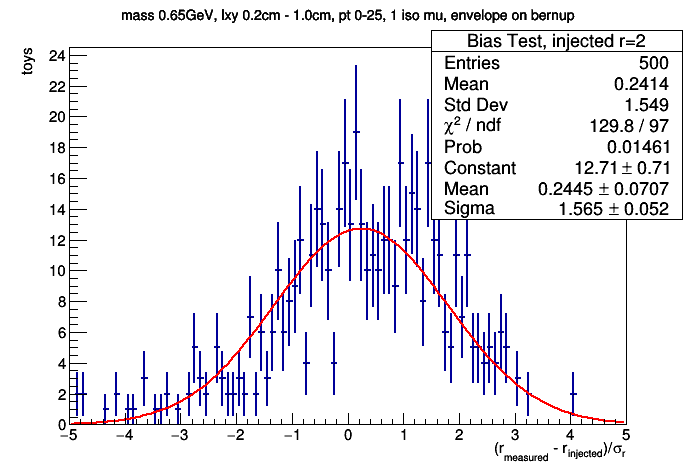 mass 0.65GeV, lxy 0.2cm - 1.0cm, pt 0-25, 1 iso mu, envelope on bernup
Bias Test, injected r=2
Entries 500
Mean 0.2414
Std Dev 1.549
χ² / ndf 129.8 / 97
Prob 0.01461
Constant 12.71 ± 0.71
Mean 0.2445 ± 0.0707
Sigma 1.565 ± 0.052
toys
24
22
20
18
16
14
12
10
8
6
4
2
0
−5 −4 −3 −2 −1 0 1 2 3 4 5
(r_measured - r_injected)/σ_r